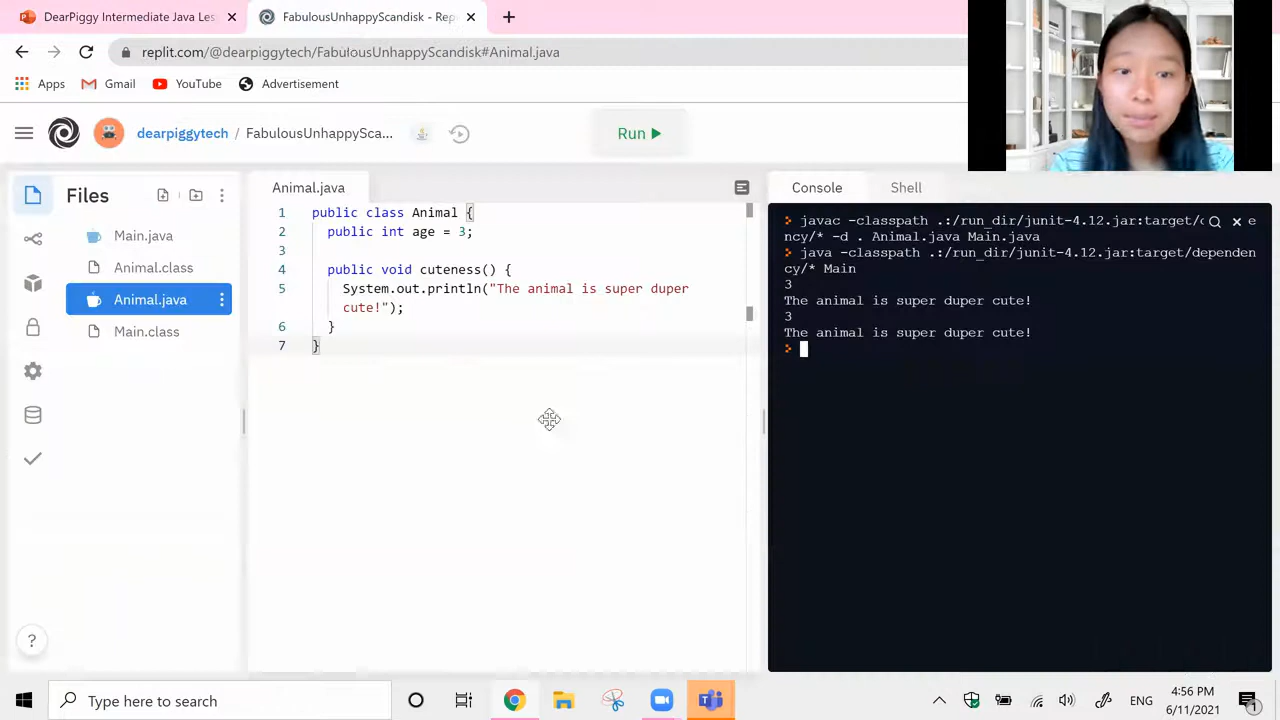 DearPiggy Intermediate Java Les
FabulousUnhappyScandisk - Rep
replit.com/@dearpiggytech/FabulousUnhappyScandisk#Animal.java
Apps
Gmail
YouTube
Advertisement
dearpiggytech / FabulousUnhappySca...
Run
Files
Main.java
Animal.class
Animal.java
Main.class
Animal.java
1 public class Animal {
2 public int age = 3;
3
4 public void cuteness() {
5 System.out.println("The animal is super duper
cute!");
6 }
7 }
Console
Shell
javac -classpath .:/run_dir/junit-4.12.jar:target/ e
ncy/* -d . Animal.java Main.java
java -classpath .:/run_dir/junit-4.12.jar:target/dependen
cy/* Main
3
The animal is super duper cute!
3
The animal is super duper cute!
?
Type here to search
ENG
4:56 PM
6/11/2021
1